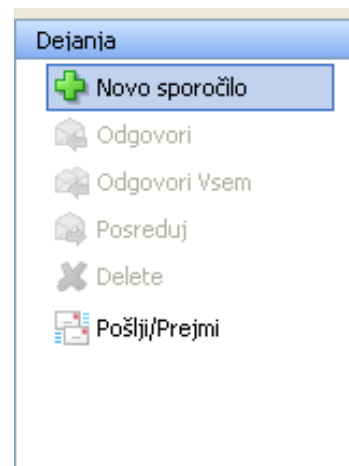 Dejanja
Novo sporočilo
Odgovori
Odgovori Vsem
Posreduj
Delete
Pošlji/Prejmi